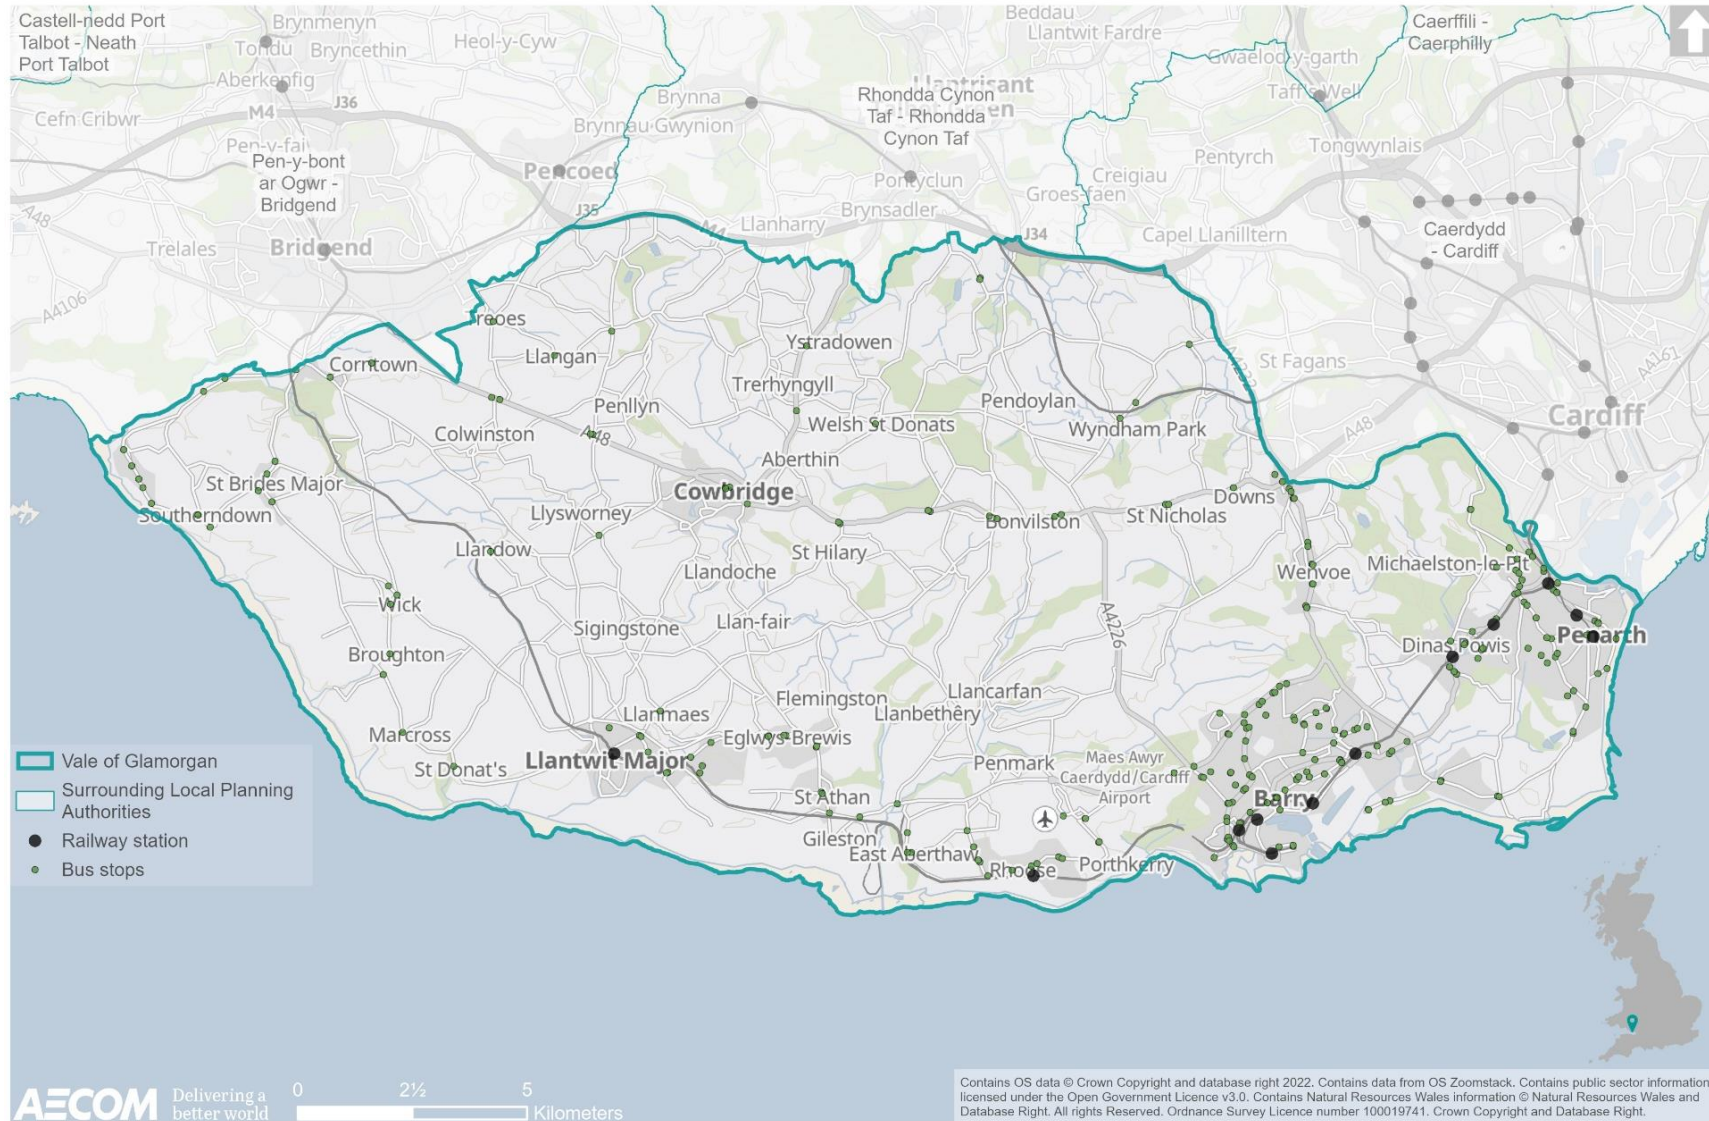 Castell-nedd Port
Talbot - Neath
Port Talbot
Brynmenyn
Tondu
Bryncethin
Heol-y-Cyw
Aberkenfig
J36
M4
Cefn Cribwr
Pen-y-fai
Pen-y-bont
ar Ogwr -
Bridgend
A48
Trelales
Bridgend
A4106
Pencoed
J35
Brynna
Brynnau Gwynion
Beddau
Llantwit Fardre
Llantrisant
Rhondda Cynon
Taf - Rhondda
Cynon Taf
Pontyclun
Brynsadler
Llanharry
M4
J34
Groes-faen
Creigiau
Pentyrch
Capel Llanilltern
Gwaelod-y-garth
Taff's Well
Tongwynlais
Caerffili -
Caerphilly
Caerdydd
- Cardiff
St Fagans
A4232
A4161
A48
Cardiff
Corntown
Llangan
Ystradowen
Trerhyngyll
Penllyn
Colwinston
A48
Welsh St Donats
Pendoylan
Wyndham Park
Aberthin
Cowbridge
St Brides Major
Southerndown
Llysworney
Llandow
St Hilary
Bonvilston
St Nicholas
Downs
Wenvoe
Michaelston-le-Pit
Llandoche
Llan-fair
Sigingstone
Wick
Broughton
A4226
Dinas Powis
Penarth
Flemingston
Llancarfan
Llanbethêry
Llanmaes
Eglwys-Brewis
Marcross
St Donat's
Llantwit Major
Penmark
Maes Awyr
Caerdydd/Cardiff
Airport
Barry
St Athan
Gileston
East Aberthaw
Rhoose
Porthkerry
Vale of Glamorgan
Surrounding Local Planning
Authorities
Railway station
Bus stops
AECOM
Delivering a
better world
0 2½ 5
Kilometers
Contains OS data © Crown Copyright and database right 2022. Contains data from OS Zoomstack. Contains public sector information
licensed under the Open Government Licence v3.0. Contains Natural Resources Wales information © Natural Resources Wales and
Database Right. All rights Reserved. Ordnance Survey Licence number 100019741. Crown Copyright and Database Right.